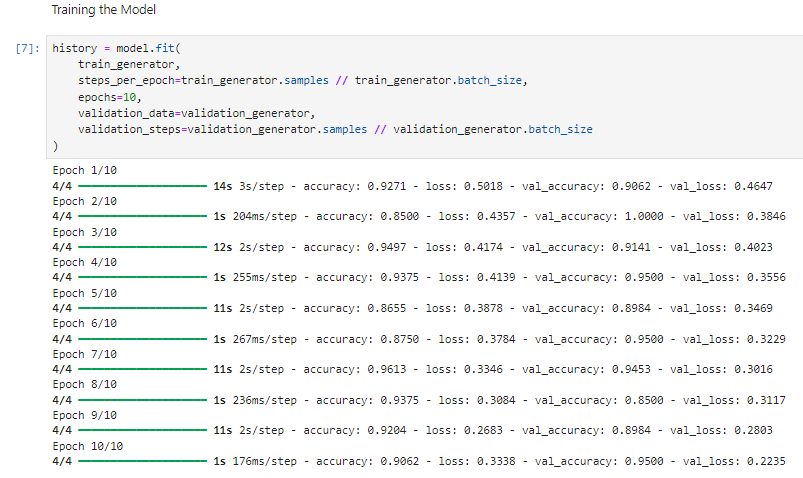 Training the Model
[7]: history = model.fit(
    train_generator,
    steps_per_epoch=train_generator.samples // train_generator.batch_size,
    epochs=10,
    validation_data=validation_generator,
    validation_steps=validation_generator.samples // validation_generator.batch_size
)
Epoch 1/10
4/4 ━━━━━━━━━━━━━━━━━━━━ 14s 3s/step - accuracy: 0.9271 - loss: 0.5018 - val_accuracy: 0.9062 - val_loss: 0.4647
Epoch 2/10
4/4 ━━━━━━━━━━━━━━━━━━━━ 1s 204ms/step - accuracy: 0.8500 - loss: 0.4357 - val_accuracy: 1.0000 - val_loss: 0.3846
Epoch 3/10
4/4 ━━━━━━━━━━━━━━━━━━━━ 12s 2s/step - accuracy: 0.9497 - loss: 0.4174 - val_accuracy: 0.9141 - val_loss: 0.4023
Epoch 4/10
4/4 ━━━━━━━━━━━━━━━━━━━━ 1s 255ms/step - accuracy: 0.9375 - loss: 0.4139 - val_accuracy: 0.9500 - val_loss: 0.3556
Epoch 5/10
4/4 ━━━━━━━━━━━━━━━━━━━━ 11s 2s/step - accuracy: 0.8655 - loss: 0.3878 - val_accuracy: 0.8984 - val_loss: 0.3469
Epoch 6/10
4/4 ━━━━━━━━━━━━━━━━━━━━ 1s 267ms/step - accuracy: 0.8750 - loss: 0.3784 - val_accuracy: 0.9500 - val_loss: 0.3229
Epoch 7/10
4/4 ━━━━━━━━━━━━━━━━━━━━ 11s 2s/step - accuracy: 0.9613 - loss: 0.3346 - val_accuracy: 0.9453 - val_loss: 0.3016
Epoch 8/10
4/4 ━━━━━━━━━━━━━━━━━━━━ 1s 236ms/step - accuracy: 0.9375 - loss: 0.3084 - val_accuracy: 0.8500 - val_loss: 0.3117
Epoch 9/10
4/4 ━━━━━━━━━━━━━━━━━━━━ 11s 2s/step - accuracy: 0.9204 - loss: 0.2683 - val_accuracy: 0.8984 - val_loss: 0.2803
Epoch 10/10
4/4 ━━━━━━━━━━━━━━━━━━━━ 1s 176ms/step - accuracy: 0.9062 - loss: 0.3338 - val_accuracy: 0.9500 - val_loss: 0.2235